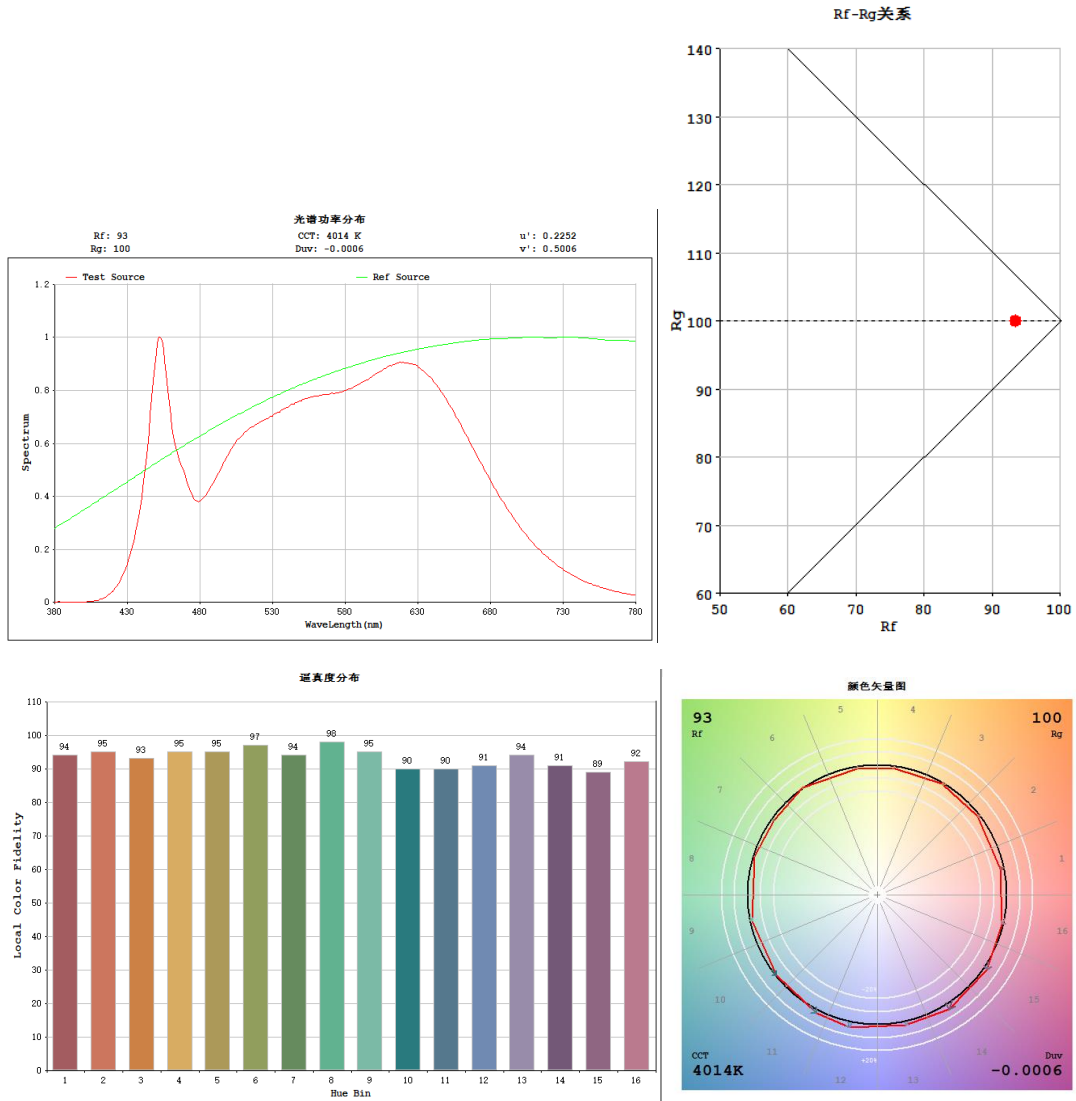 Rf-Rg关系
140
130
120
110
100
90
80
70
60
Rg
50 60 70 80 90 100
Rf
光谱功率分布
Rf: 93 CCT: 4014 K u': 0.2252
Rg: 100 Duv: -0.0006 v': 0.5006
Test Source Ref Source
1.2
1
0.8
0.6
0.4
0.2
0
Spectrum
380 430 480 530 580 630 680 730 780
WaveLength(nm)
逼真度分布
110
100
90
80
70
60
50
40
30
20
10
0
Local Color Fidelity
94 95 93 95 95 97 94 98 95 90 90 91 94 91 89 92
1 2 3 4 5 6 7 8 9 10 11 12 13 14 15 16
Hue Bin
颜色矢量图
93 100
Rf Rg
5 4
6 3
7 2
8 1
9 16
10 15
11 14
12 13
+20%
CCT Duv
4014K -0.0006